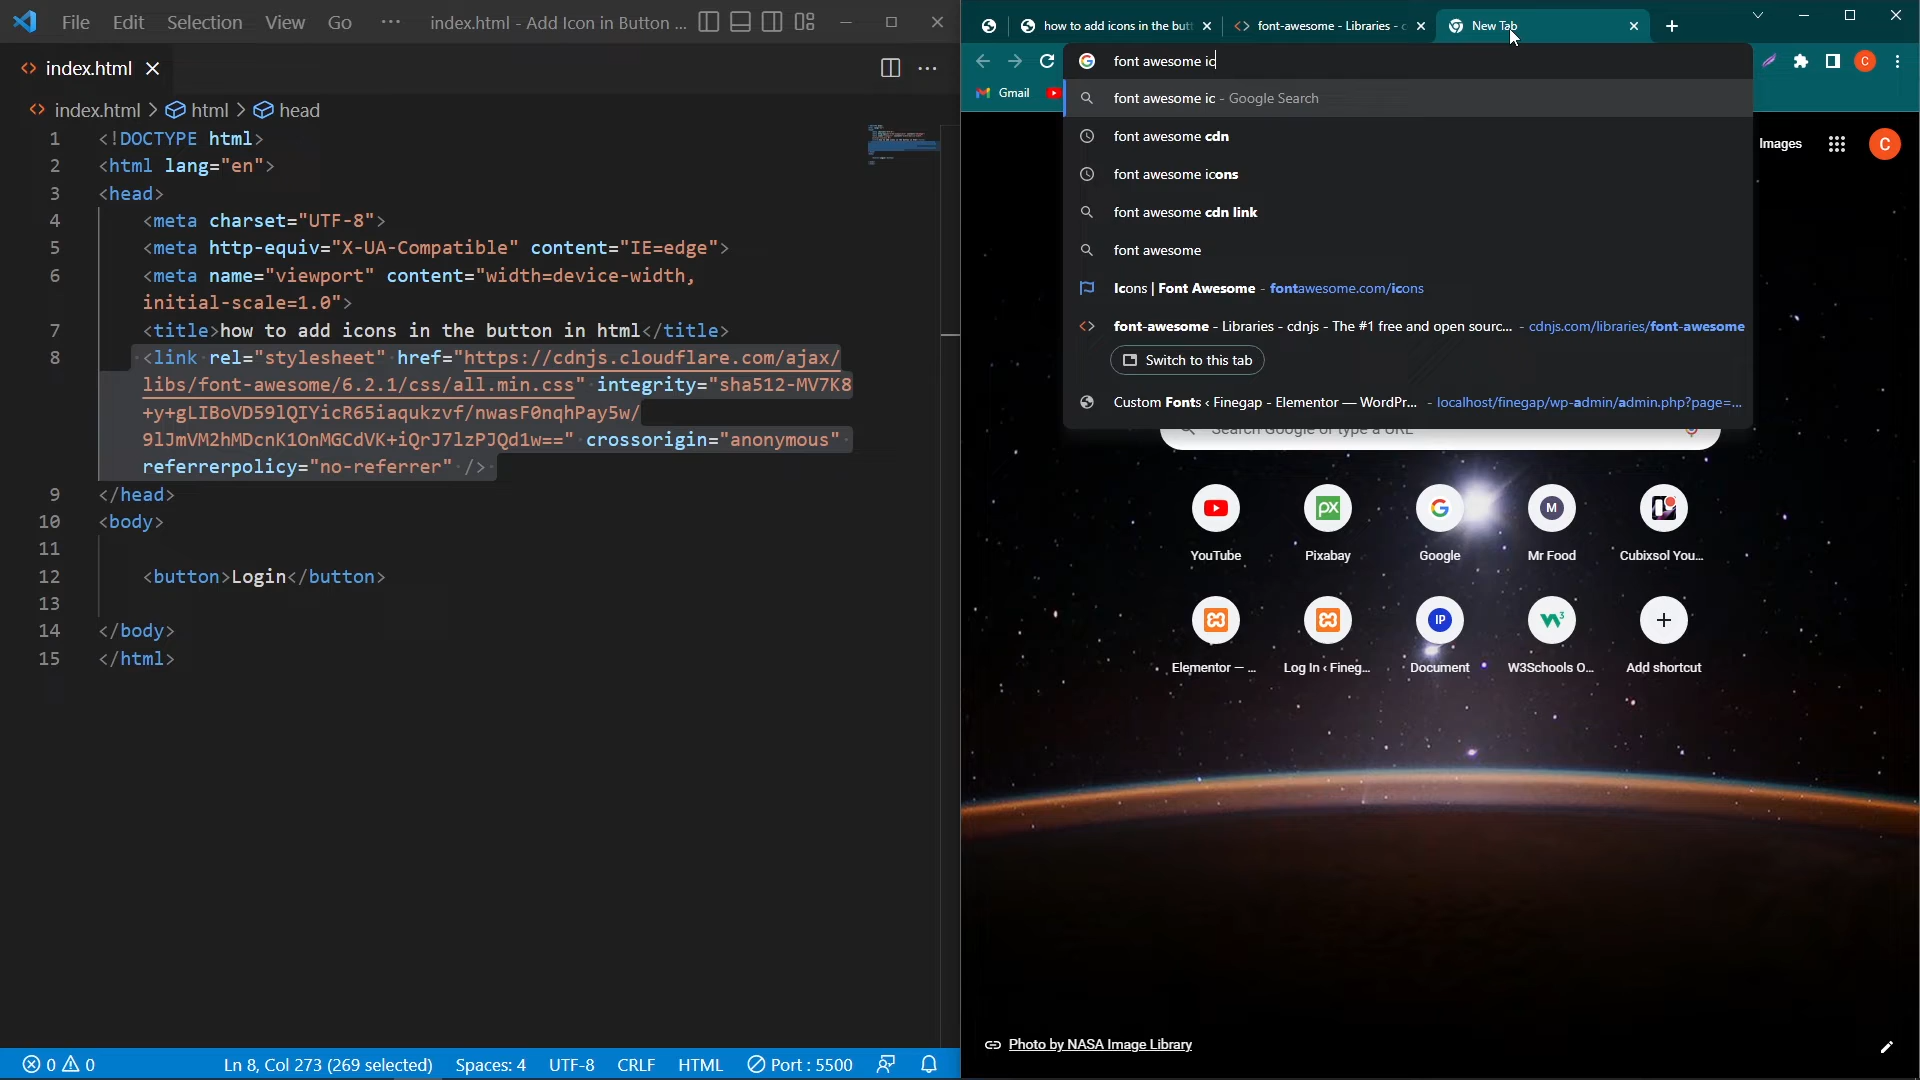 File Edit Selection View Go ··· index.html - Add Icon in Button ...
index.html
index.html > html > head
1 <!DOCTYPE html>
2 <html lang="en">
3 <head>
4 <meta charset="UTF-8">
5 <meta http-equiv="X-UA-Compatible" content="IE=edge">
6 <meta name="viewport" content="width=device-width,
initial-scale=1.0">
7 <title>how to add icons in the button in html</title>
8 <link rel="stylesheet" href="https://cdnjs.cloudflare.com/ajax/
libs/font-awesome/6.2.1/css/all.min.css" integrity="sha512-MV7K8
+y+gLIBoVD59lQIYicR65iaqukzvf/nwasF0nqhPay5w/
9lJmVM2hMDcnK1OnMGCdVK+iQrJ7lzPJQd1w==" crossorigin="anonymous"
referrerpolicy="no-referrer" />
9 </head>
10 <body>
11
12 <button>Login</button>
13
14 </body>
15 </html>
0 0 Ln 8, Col 273 (269 selected) Spaces: 4 UTF-8 CRLF HTML Port : 5500
how to add icons in the but
font-awesome - Libraries - c
New Tab
font awesome ic
Gmail
font awesome ic - Google Search
font awesome cdn
font awesome icons
font awesome cdn link
font awesome
Icons | Font Awesome - fontawesome.com/icons
font-awesome - Libraries - cdnjs - The #1 free and open sourc... - cdnjs.com/libraries/font-awesome
Switch to this tab
Custom Fonts ‹ Finegap - Elementor — WordPr... - localhost/finegap/wp-admin/admin.php?page=...
Images
C
C
Search Google or type a URL
px
M
YouTube Pixabay Google Mr Food Cubixsol You...
IP
Elementor — ... Log In ‹ Fineg... Document W3Schools O... Add shortcut
Photo by NASA Image Library